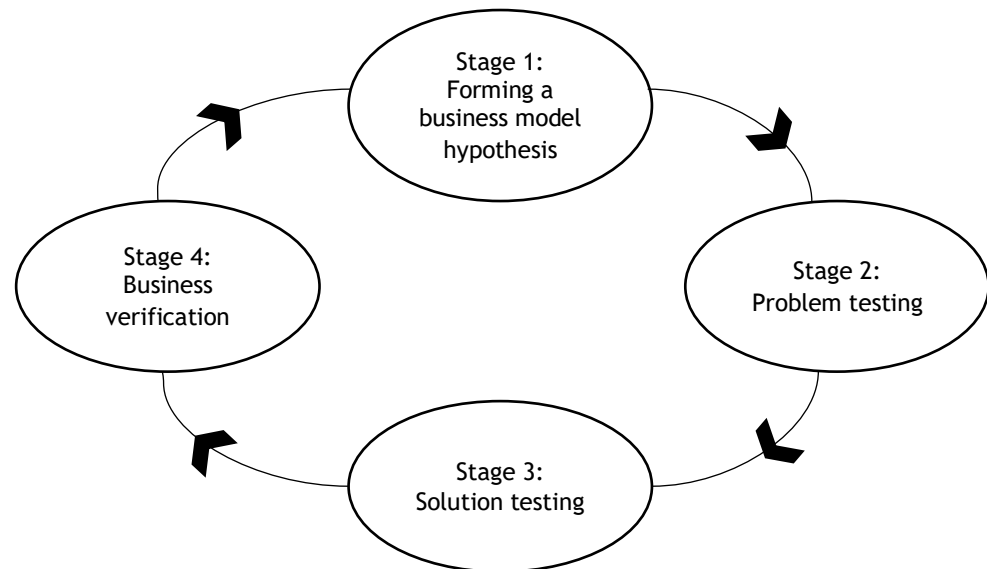 Stage 1:
Forming a
business model
hypothesis
Stage 2:
Problem testing
Stage 3:
Solution testing
Stage 4:
Business
verification